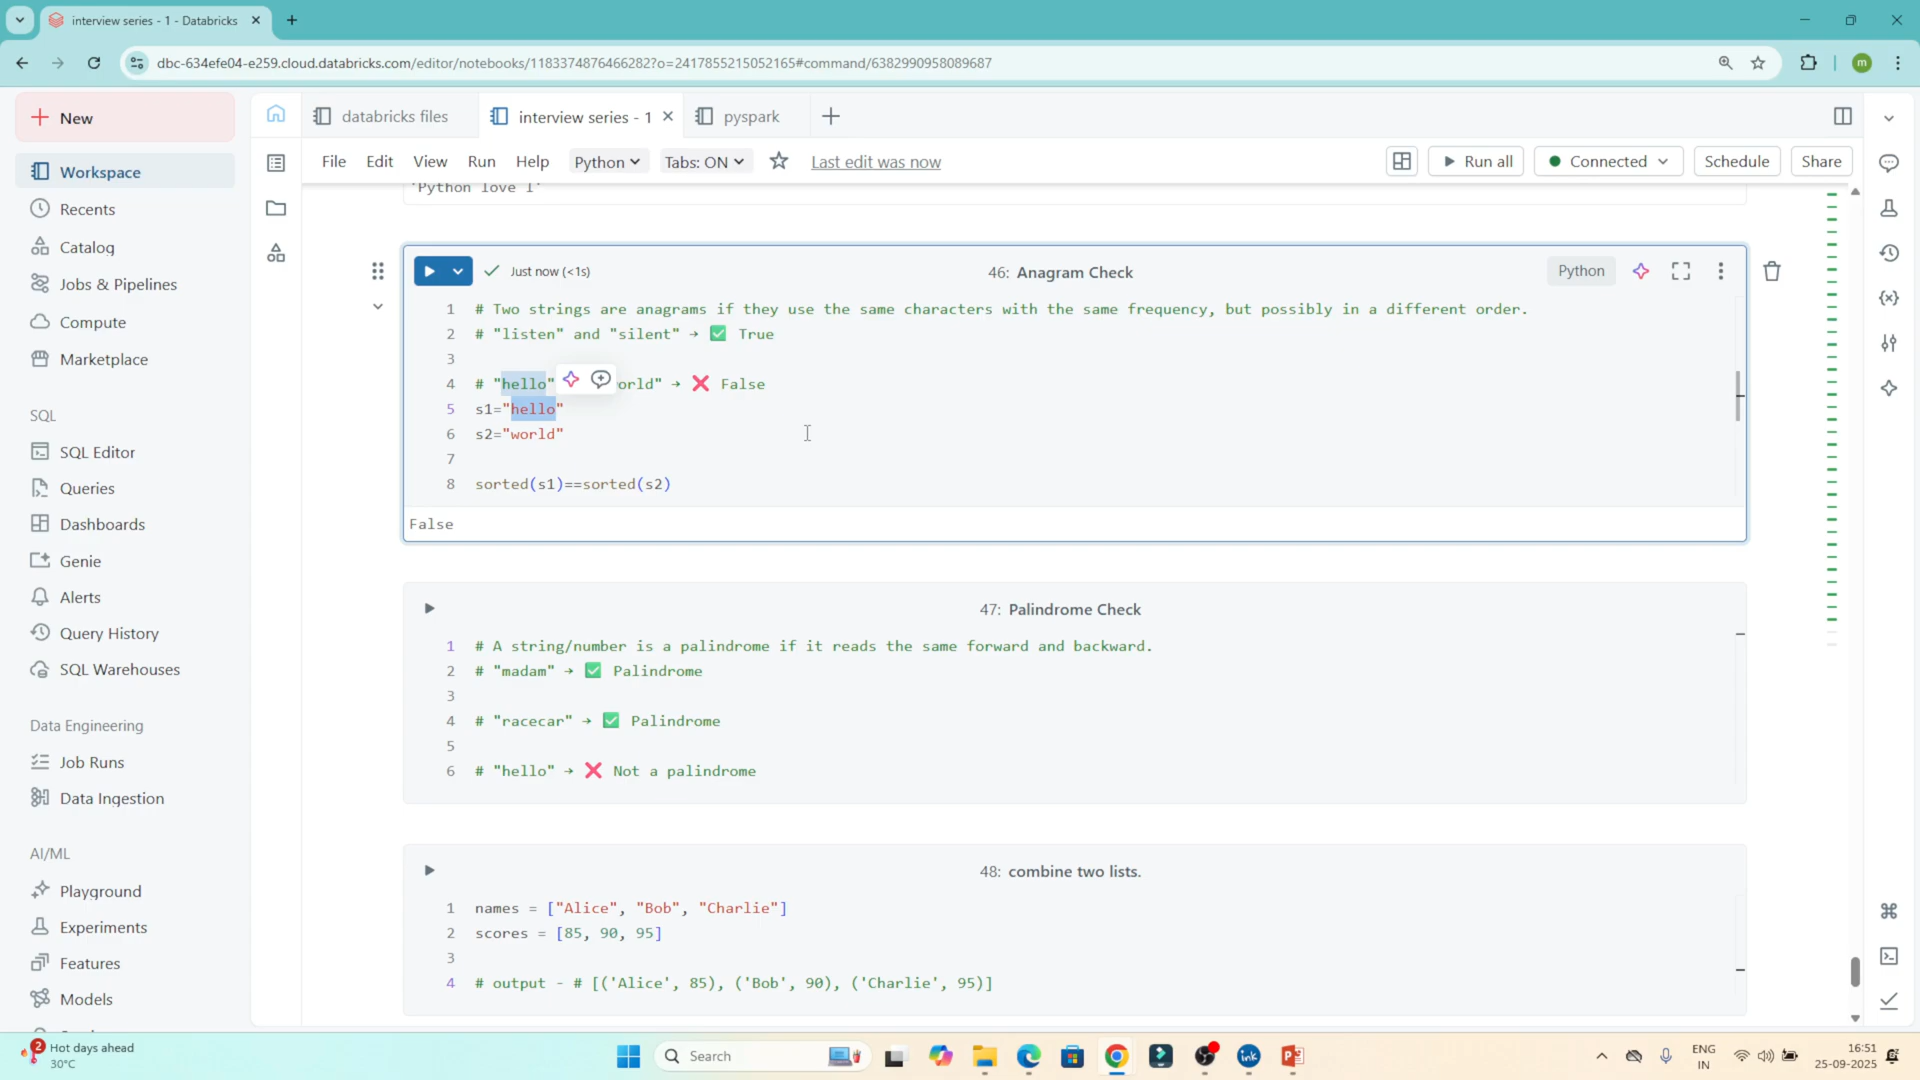 interview series - 1 - Databricks
dbc-634efe04-e259.cloud.databricks.com/editor/notebooks/1183374876466282?o=2417855215052165#command/6382990958089687
m
New
Workspace
Recents
Catalog
Jobs & Pipelines
Compute
Marketplace
SQL
SQL Editor
Queries
Dashboards
Genie
Alerts
Query History
SQL Warehouses
Data Engineering
Job Runs
Data Ingestion
AI/ML
Playground
Experiments
Features
Models
databricks files
interview series - 1
pyspark
File Edit View Run Help Python Tabs: ON Last edit was now
Run all Connected Schedule Share
'Python love I'
Just now (<1s)
46: Anagram Check
Python
1 # Two strings are anagrams if they use the same characters with the same frequency, but possibly in a different order.
2 # "listen" and "silent" → ✅ True
3
4 # "hello" orld" → ❌ False
5 s1="hello"
6 s2="world"
7
8 sorted(s1)==sorted(s2)
False
47: Palindrome Check
1 # A string/number is a palindrome if it reads the same forward and backward.
2 # "madam" → ✅ Palindrome
3
4 # "racecar" → ✅ Palindrome
5
6 # "hello" → ❌ Not a palindrome
48: combine two lists.
1 names = ["Alice", "Bob", "Charlie"]
2 scores = [85, 90, 95]
3
4 # output - # [('Alice', 85), ('Bob', 90), ('Charlie', 95)]
2
Hot days ahead
30°C
Search
ink
ENG
IN
16:51
25-09-2025